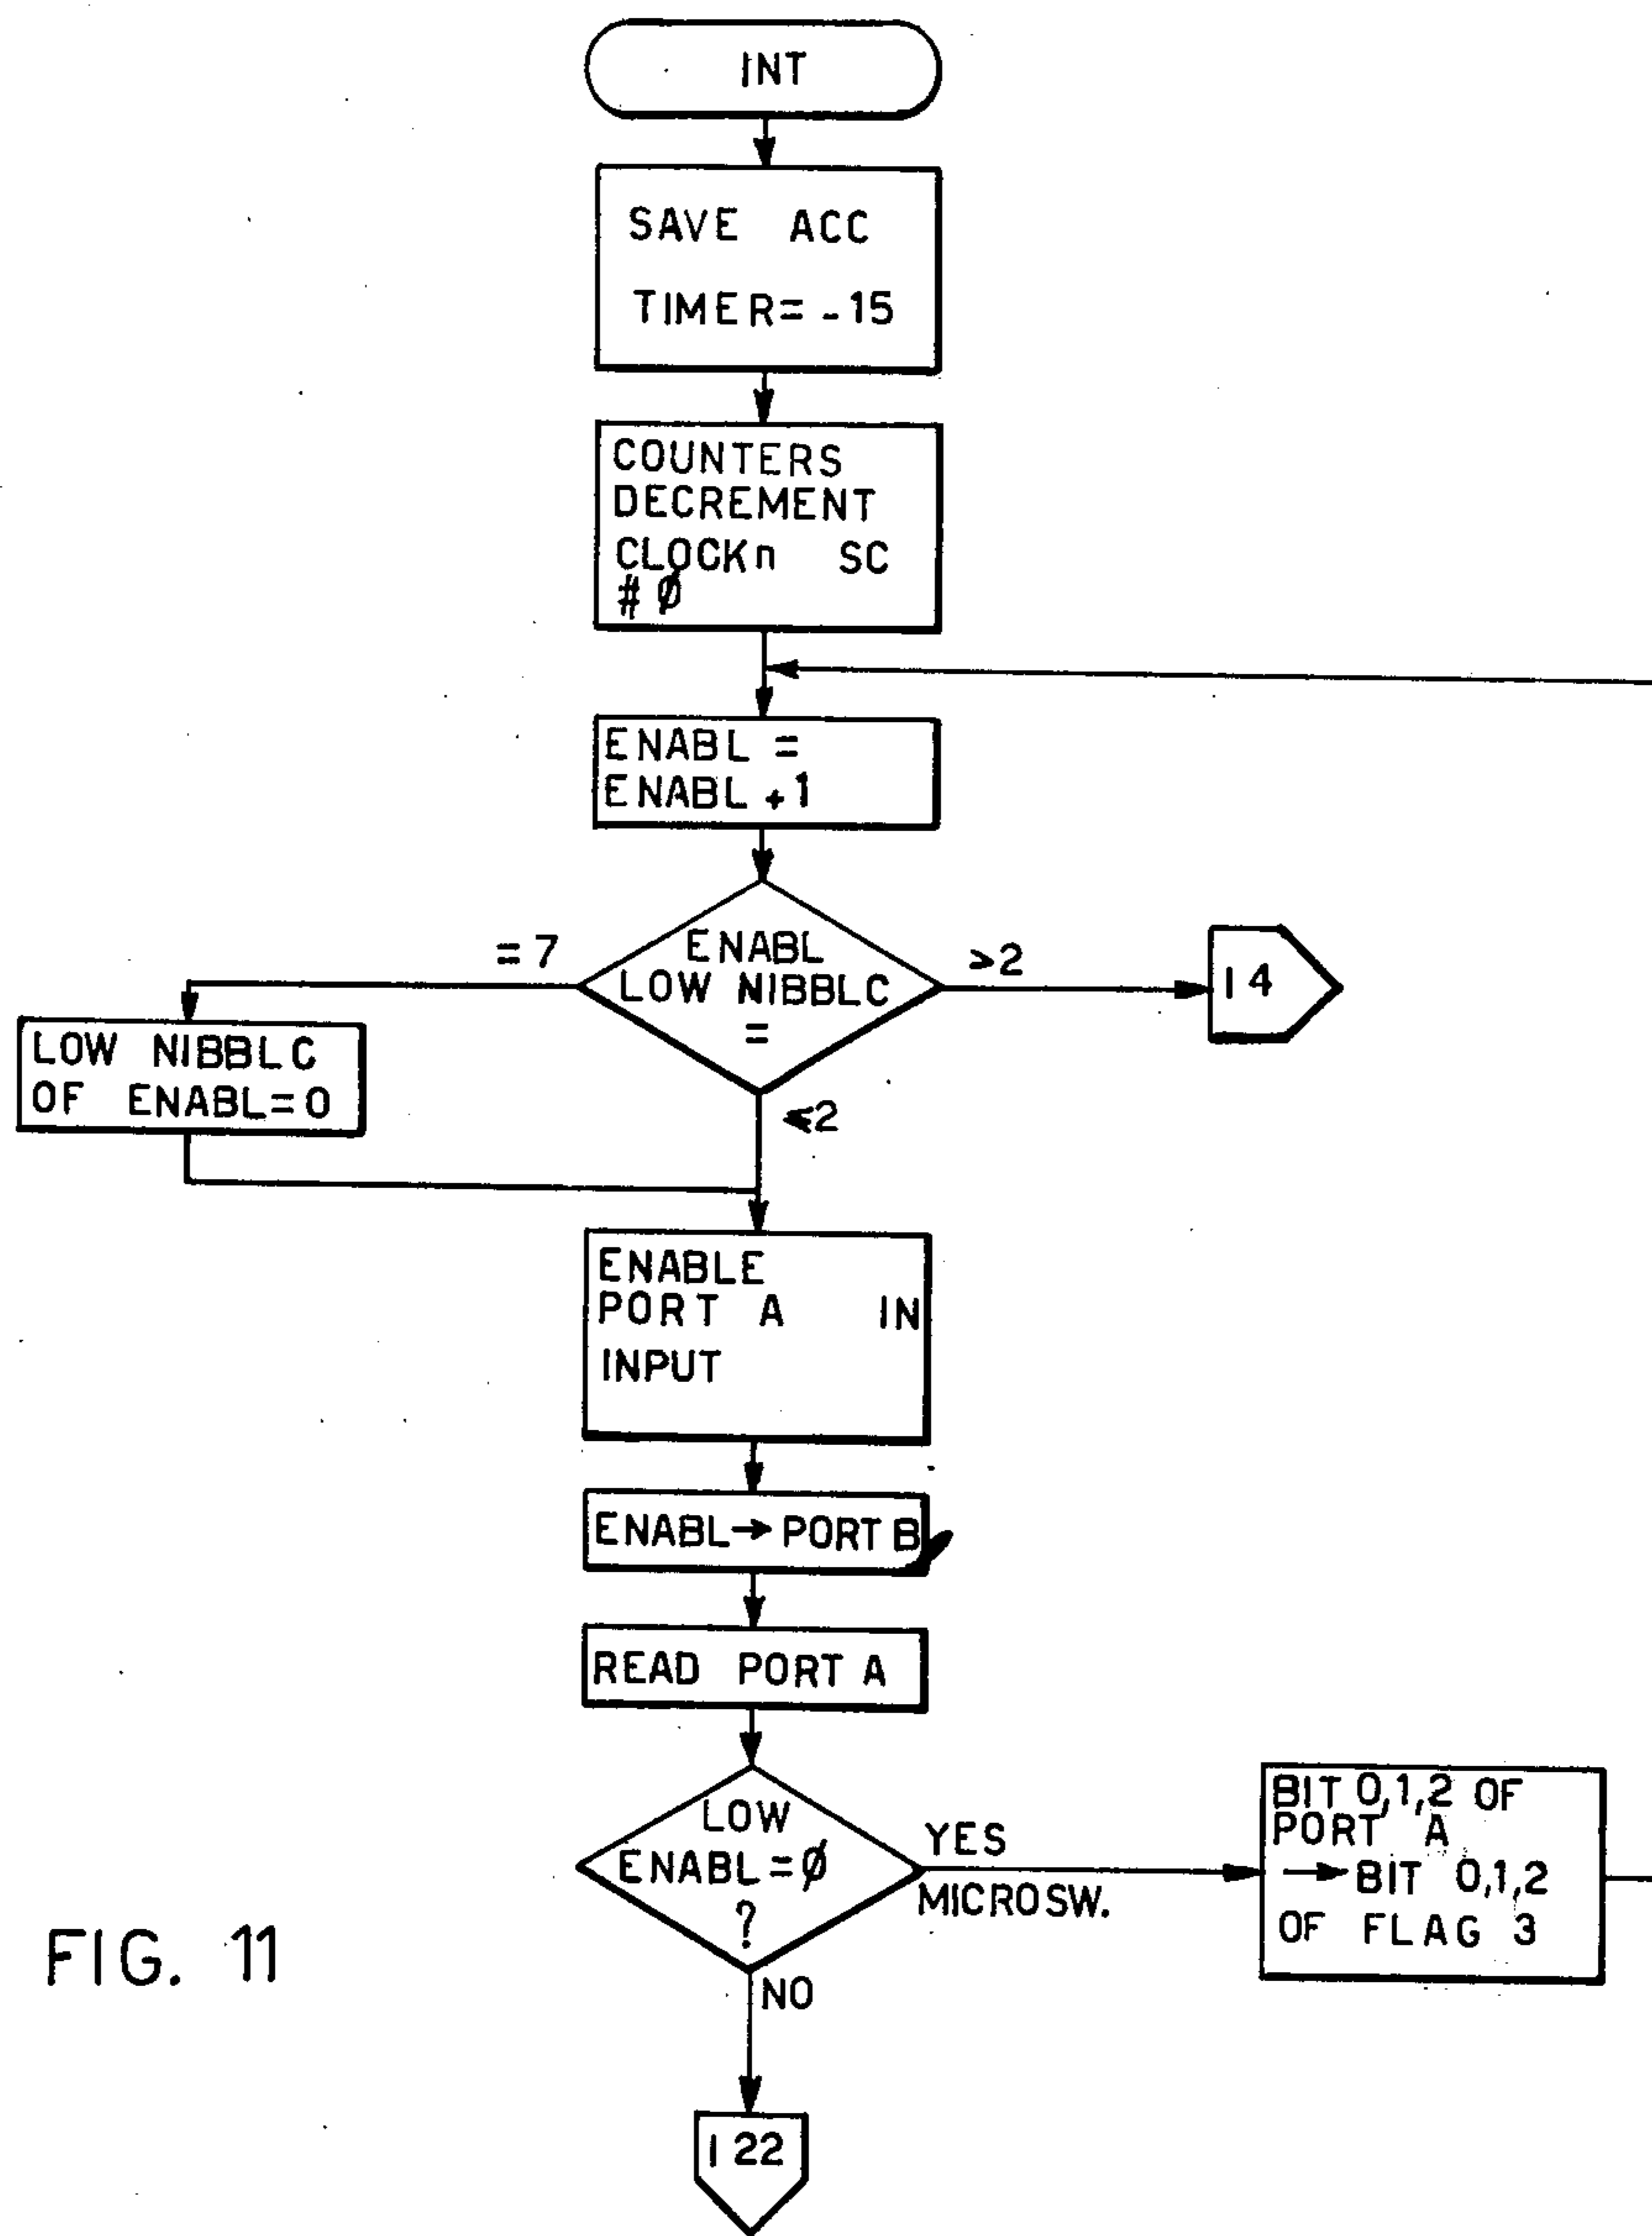 INT
SAVE ACC
TIMER= -15
COUNTERS
DECREMENT
CLOCKn SC
# Ø
ENABL =
ENABL +1
= 7
ENABL
LOW NIBBLC
=
>2
I 4
LOW NIBBLC
OF ENABL=0
⩽2
ENABLE
PORT A IN
INPUT
ENABL→PORT B
READ PORT A
LOW
ENABL=Ø
?
YES
MICROSW.
BIT 0,1,2 OF
PORT A
→BIT 0,1,2
OF FLAG 3
NO
I 22
FIG. 11